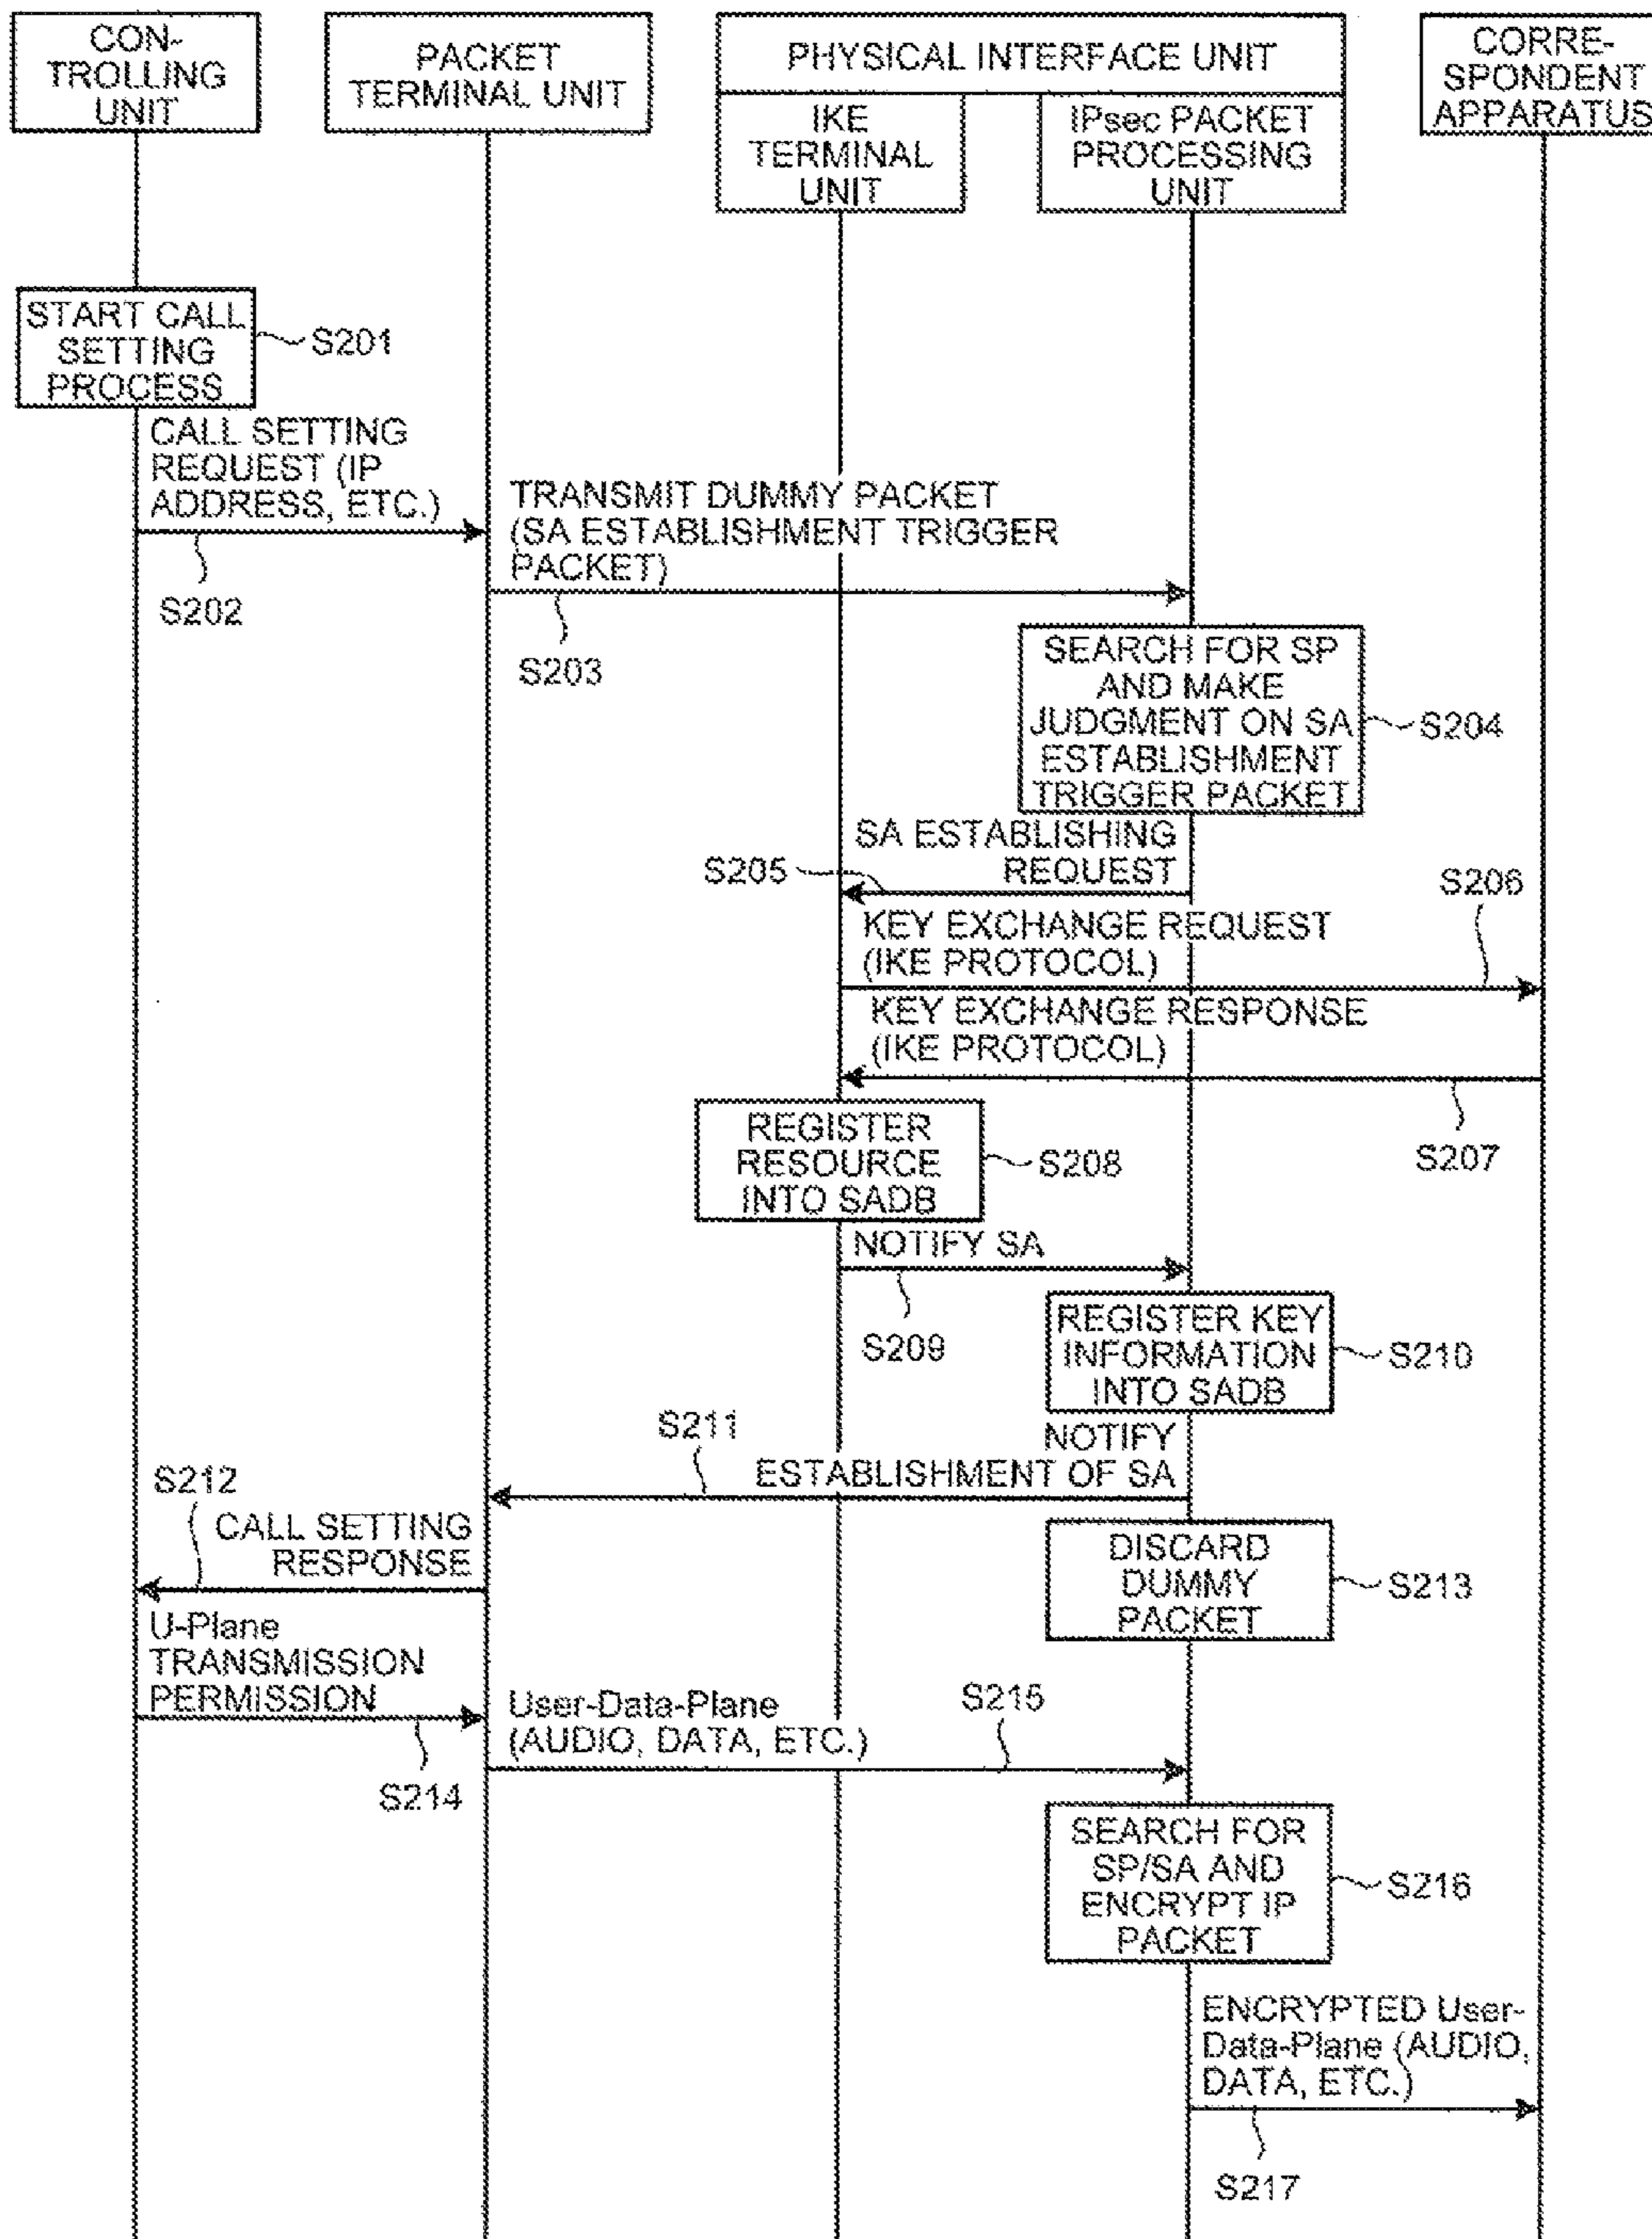 CON-
TROLLING
UNIT
PACKET
TERMINAL UNIT
PHYSICAL INTERFACE UNIT
IKE
TERMINAL
UNIT
IPsec PACKET
PROCESSING
UNIT
CORRE-
SPONDENT
APPARATUS
START CALL
SETTING
PROCESS
S201
CALL SETTING
REQUEST (IP
ADDRESS, ETC.)
S202
TRANSMIT DUMMY PACKET
(SA ESTABLISHMENT TRIGGER
PACKET)
S203
SEARCH FOR SP
AND MAKE
JUDGMENT ON SA
ESTABLISHMENT
TRIGGER PACKET
S204
SA ESTABLISHING
REQUEST
S205
S206
KEY EXCHANGE REQUEST
(IKE PROTOCOL)
KEY EXCHANGE RESPONSE
(IKE PROTOCOL)
S207
REGISTER
RESOURCE
INTO SADB
S208
NOTIFY SA
S209
REGISTER KEY
INFORMATION
INTO SADB
S210
S211
NOTIFY
ESTABLISHMENT OF SA
S212
CALL SETTING
RESPONSE
DISCARD
DUMMY
PACKET
S213
U-Plane
TRANSMISSION
PERMISSION
S214
User-Data-Plane
(AUDIO, DATA, ETC.)
S215
SEARCH FOR
SP/SA AND
ENCRYPT IP
PACKET
S216
ENCRYPTED User-
Data-Plane (AUDIO,
DATA, ETC.)
S217